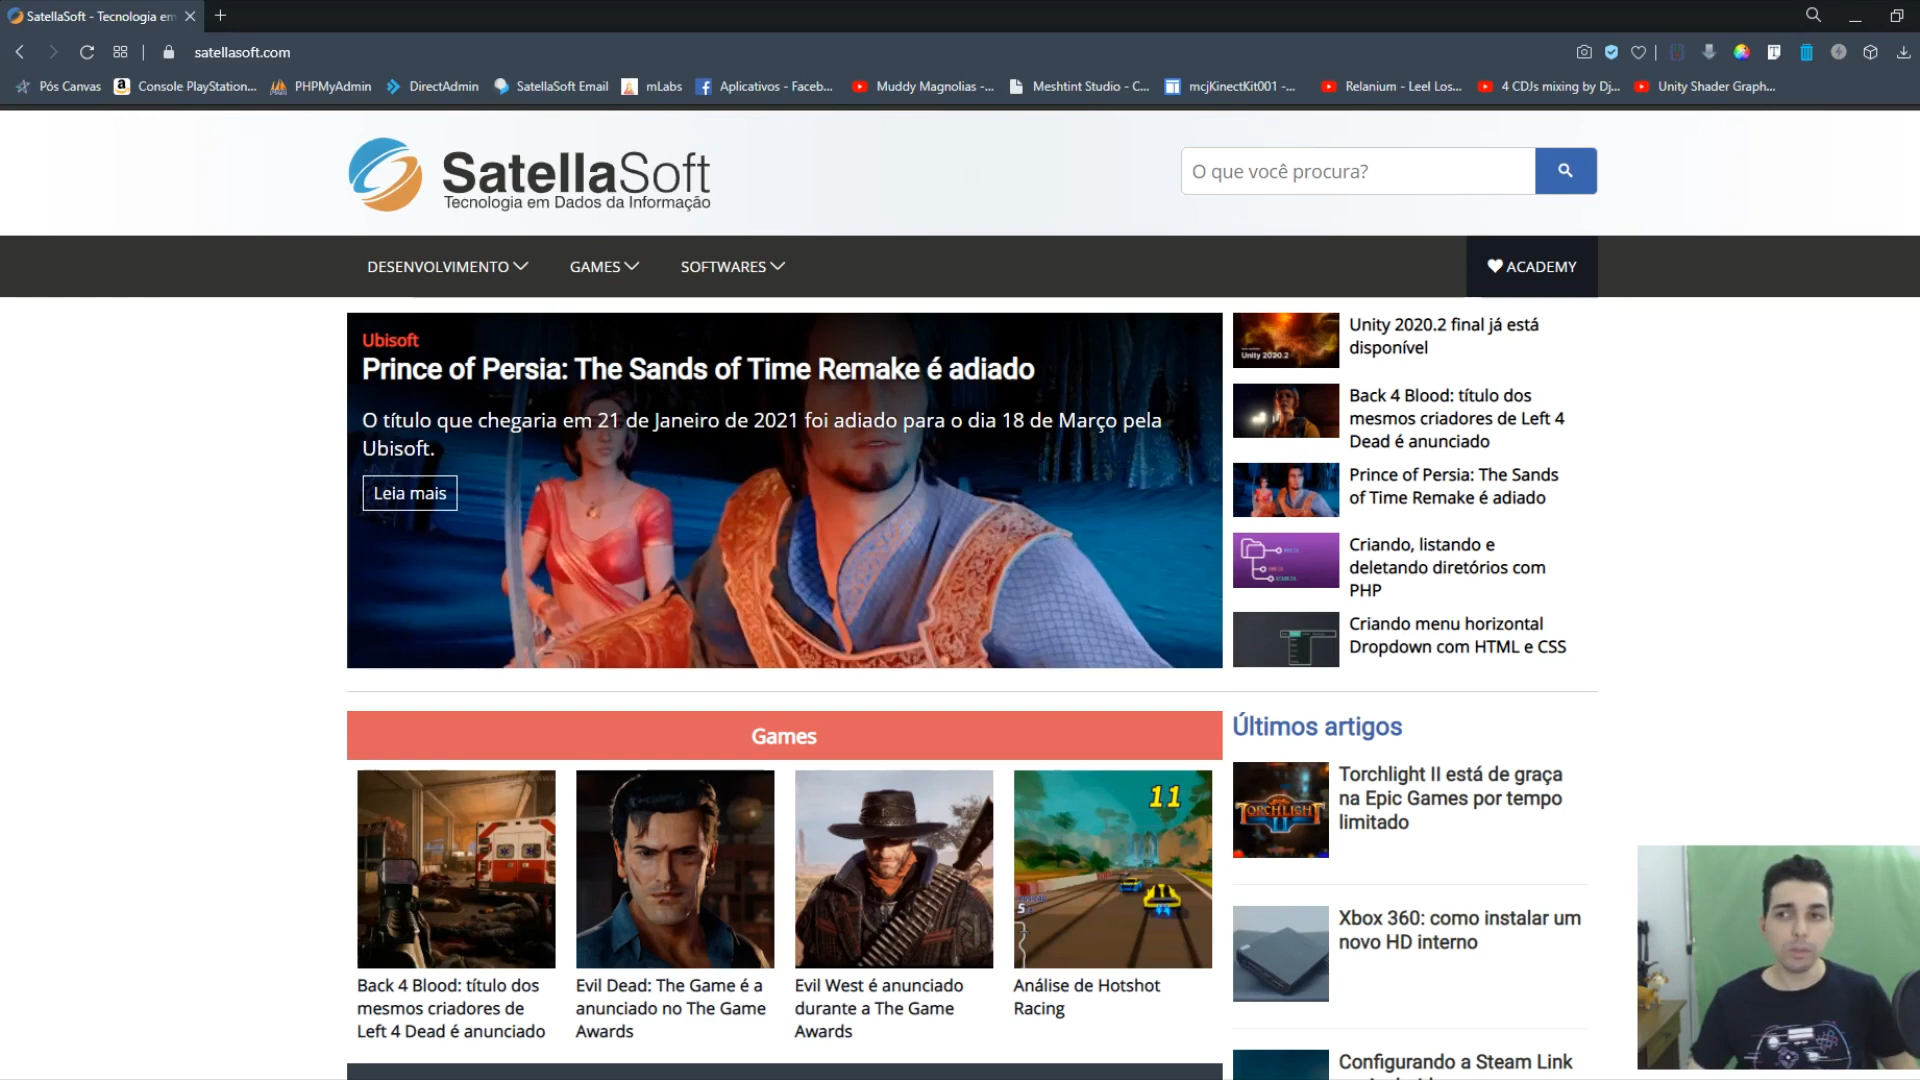 SatellaSoft - Tecnologia em
satellasoft.com
Pós Canvas
Console PlayStation...
PHPMyAdmin
DirectAdmin
SatellaSoft Email
mLabs
Aplicativos - Faceb...
Muddy Magnolias -...
Meshtint Studio - C...
mcjKinectKit001 -...
Relanium - Leel Los...
4 CDJs mixing by Dj...
Unity Shader Graph...
SatellaSoft
Tecnologia em Dados da Informação
O que você procura?
DESENVOLVIMENTO
GAMES
SOFTWARES
ACADEMY
Ubisoft
Prince of Persia: The Sands of Time Remake é adiado
O título que chegaria em 21 de Janeiro de 2021 foi adiado para o dia 18 de Março pela
Ubisoft.
Leia mais
Unity 2020.2
Unity 2020.2 final já está
disponível
Back 4 Blood: título dos
mesmos criadores de Left 4
Dead é anunciado
Prince of Persia: The Sands
of Time Remake é adiado
Criando, listando e
deletando diretórios com
PHP
Criando menu horizontal
Dropdown com HTML e CSS
Games
Back 4 Blood: título dos
mesmos criadores de
Left 4 Dead é anunciado
Evil Dead: The Game é a
anunciado no The Game
Awards
Evil West é anunciado
durante a The Game
Awards
11
5
Análise de Hotshot
Racing
Últimos artigos
TORCHLIGHT
II
Torchlight II está de graça
na Epic Games por tempo
limitado
Xbox 360: como instalar um
novo HD interno
Configurando a Steam Link